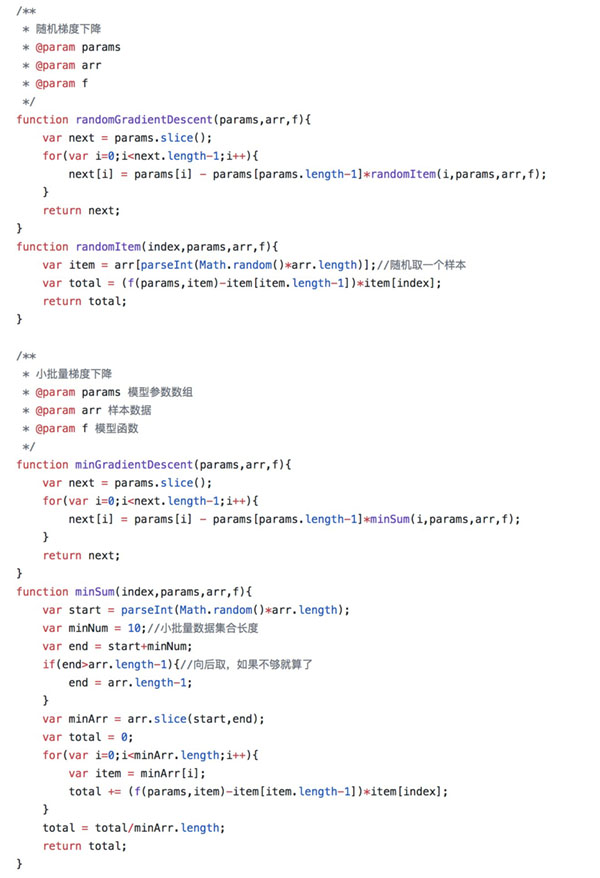 /**
 * 随机梯度下降
 * @param params
 * @param arr
 * @param f
 */
function randomGradientDescent(params,arr,f){
    var next = params.slice();
    for(var i=0;i<next.length-1;i++){
        next[i] = params[i] - params[params.length-1]*randomItem(i,params,arr,f);
    }
    return next;
}
function randomItem(index,params,arr,f){
    var item = arr[parseInt(Math.random()*arr.length)];//随机取一个样本
    var total = (f(params,item)-item[item.length-1])*item[index];
    return total;
}

/**
 * 小批量梯度下降
 * @param params 模型参数数组
 * @param arr 样本数据
 * @param f 模型函数
 */
function minGradientDescent(params,arr,f){
    var next = params.slice();
    for(var i=0;i<next.length-1;i++){
        next[i] = params[i] - params[params.length-1]*minSum(i,params,arr,f);
    }
    return next;
}
function minSum(index,params,arr,f){
    var start = parseInt(Math.random()*arr.length);
    var minNum = 10;//小批量数据集合长度
    var end = start+minNum;
    if(end>arr.length-1){//向后取，如果不够就算了
        end = arr.length-1;
    }
    var minArr = arr.slice(start,end);
    var total = 0;
    for(var i=0;i<minArr.length;i++){
        var item = minArr[i];
        total += (f(params,item)-item[item.length-1])*item[index];
    }
    total = total/minArr.length;
    return total;
}